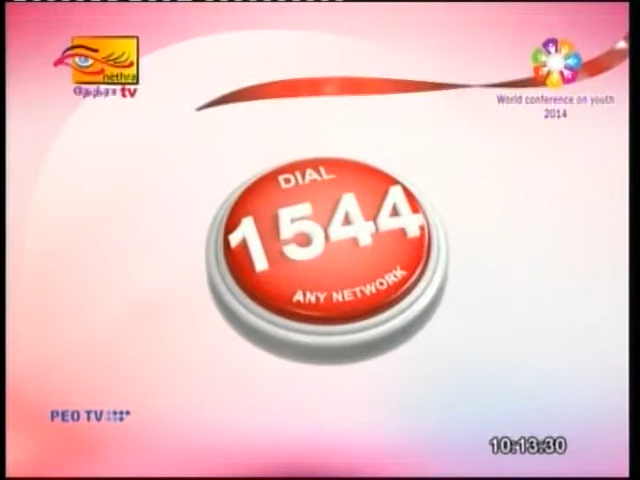 nethra
நேத்ரா tv
World conference on youth
2014
DIAL
1544
ANY NETWORK
PEO TV
10:13:30